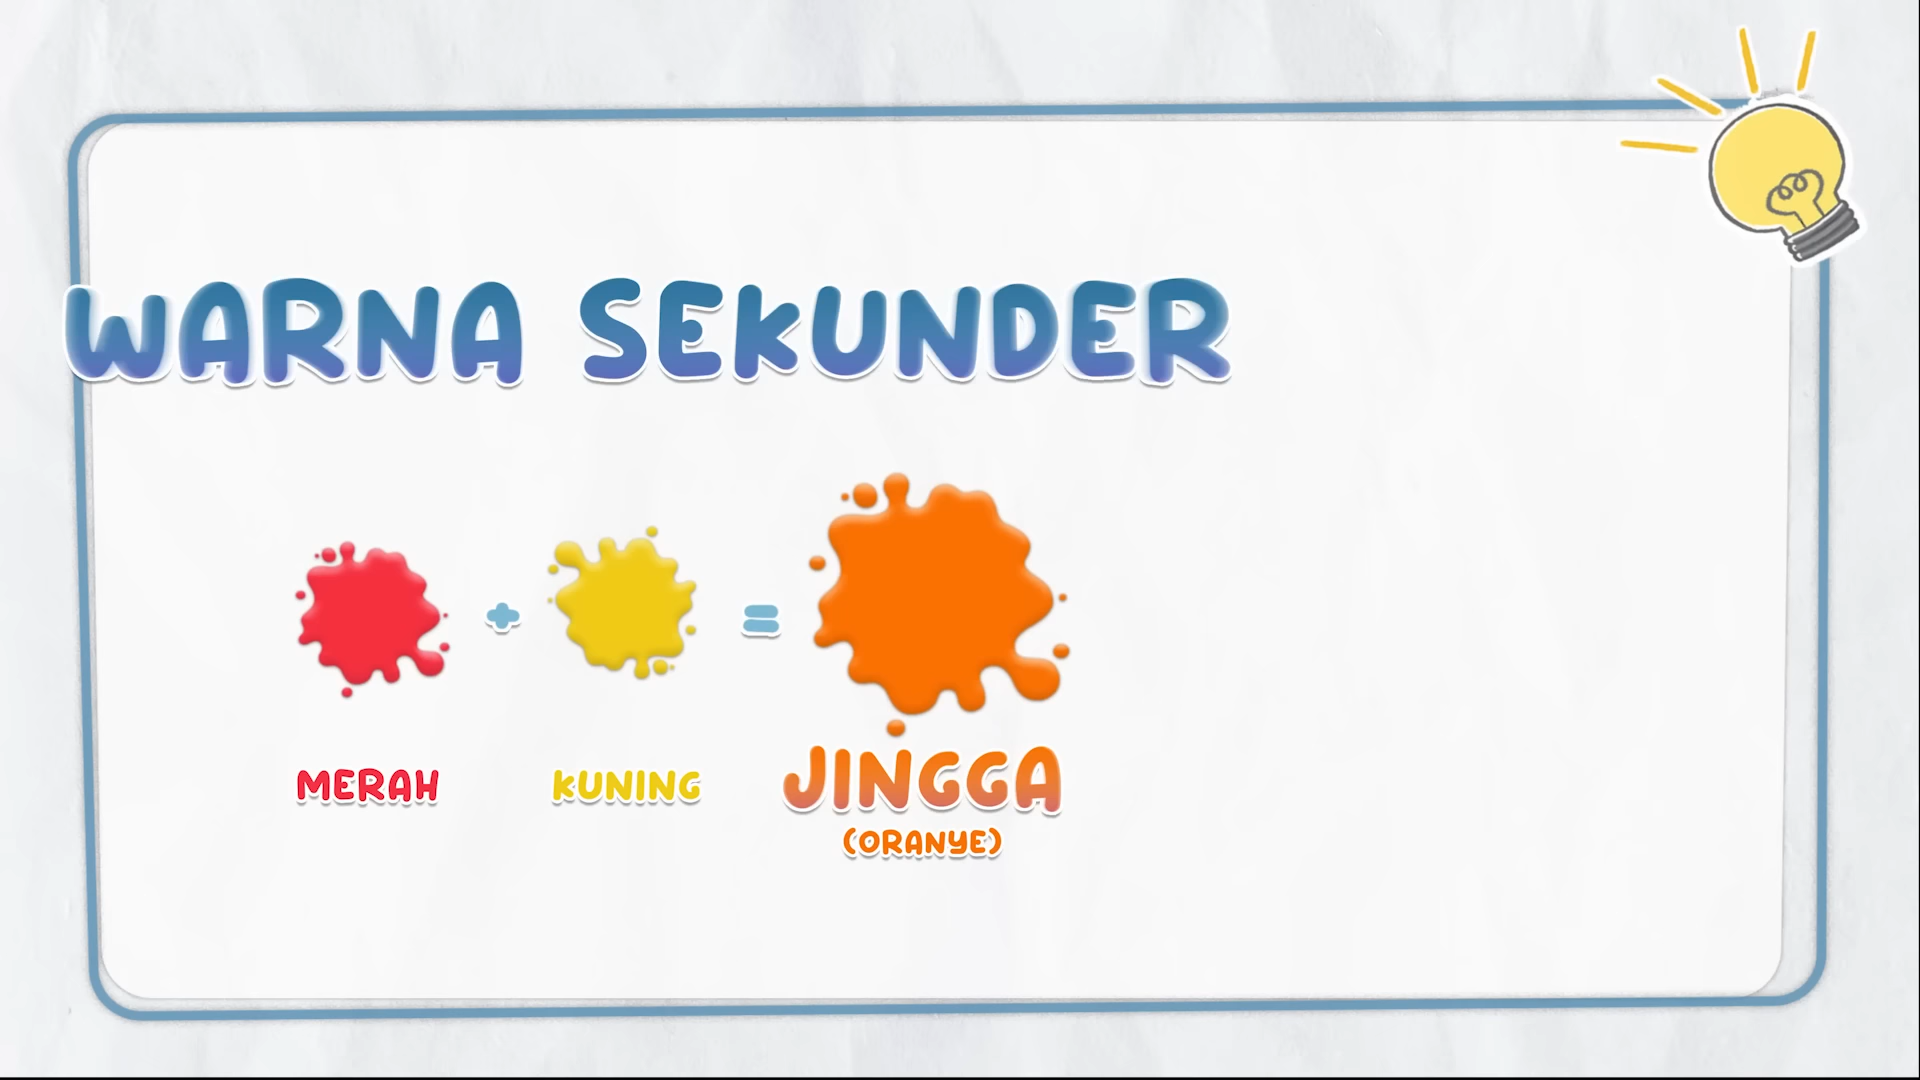 WARNA SEKUNDER
+ =
MERAH KUNING JINGGA
(ORANYE)